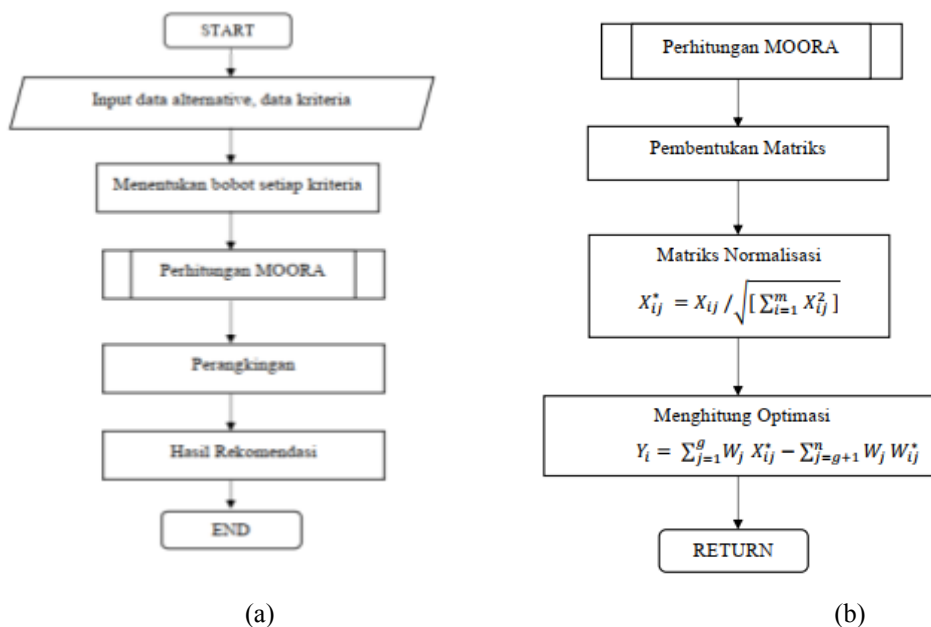 START
Input data alternative, data kriteria
Menentukan bobot setiap kriteria
Perhitungan MOORA
Perangkingan
Hasil Rekomendasi
END
(a)
Perhitungan MOORA
Pembentukan Matriks
Matriks Normalisasi
X*ᵢⱼ = Xᵢⱼ / √[ ∑ᵐᵢ₌₁ X²ᵢⱼ ]
Menghitung Optimasi
Yᵢ = ∑ᵍⱼ₌₁ Wⱼ X*ᵢⱼ − ∑ⁿⱼ₌g₊₁ Wⱼ W*ᵢⱼ
RETURN
(b)